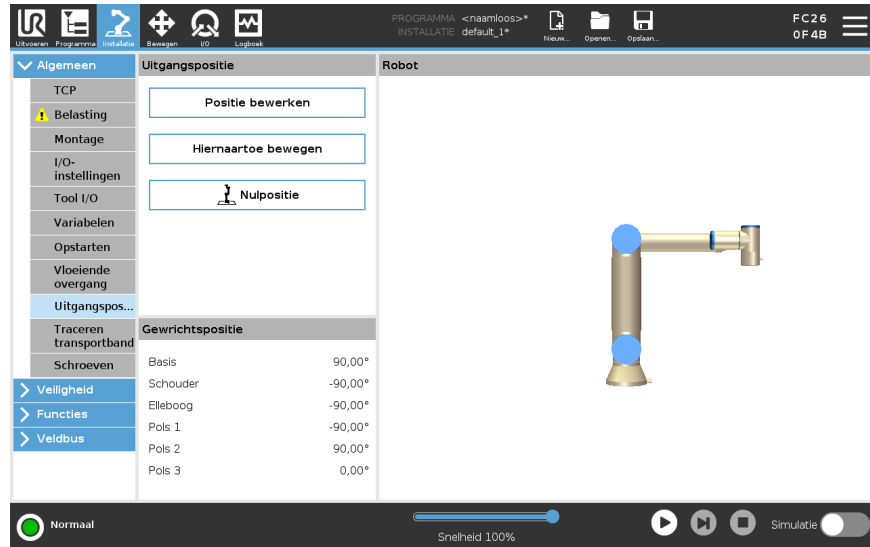 UR
PROGRAMMA <naamloos>*
INSTALLATIE default_1*
FC26
0F4B
Uitvoeren Programma Installatie Bewegen I/O Logboek Nieuw... Openen... Opslaan...
Algemeen
TCP
Belasting
Montage
I/O-
instellingen
Tool I/O
Variabelen
Opstarten
Vloeiende
overgang
Uitgangspos...
Traceren
transportband
Schroeven
Veiligheid
Functies
Veldbus
Uitgangspositie
Positie bewerken
Hiernaartoe bewegen
Nulpositie
Gewrichtspositie
Basis 90,00°
Schouder -90,00°
Elleboog -90,00°
Pols 1 -90,00°
Pols 2 90,00°
Pols 3 0,00°
Robot
Normaal
Snelheid 100%
Simulatie